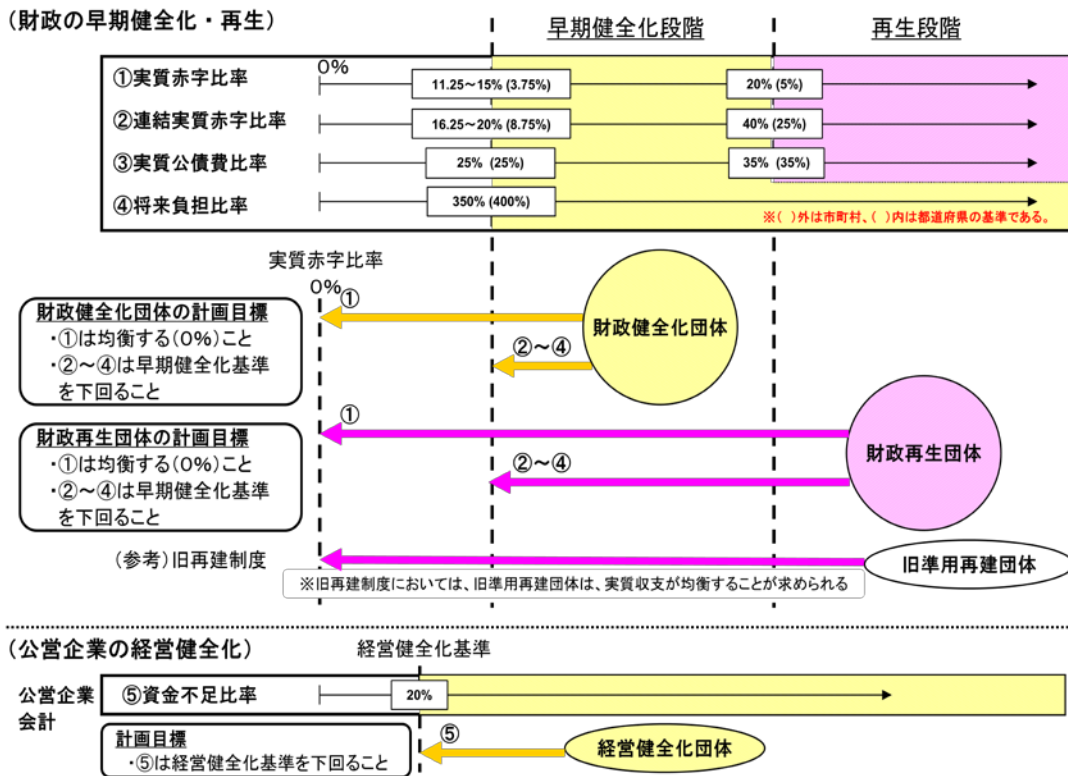 (財政の早期健全化・再生)
早期健全化段階
再生段階
0%
①実質赤字比率
11.25～15% (3.75%)
20% (5%)
②連結実質赤字比率
16.25～20% (8.75%)
40% (25%)
③実質公債費比率
25% (25%)
35% (35%)
④将来負担比率
350% (400%)
※( )外は市町村、( )内は都道府県の基準である。
実質赤字比率
0%
財政健全化団体の計画目標
・①は均衡する(0%)こと
・②～④は早期健全化基準
を下回ること
①
②～④
財政健全化団体
財政再生団体の計画目標
・①は均衡する(0%)こと
・②～④は早期健全化基準
を下回ること
①
②～④
財政再生団体
(参考)旧再建制度
旧準用再建団体
※旧再建制度においては、旧準用再建団体は、実質収支が均衡することが求められる
(公営企業の経営健全化)
経営健全化基準
公営企業
会計
⑤資金不足比率
20%
計画目標
・⑤は経営健全化基準を下回ること
⑤
経営健全化団体